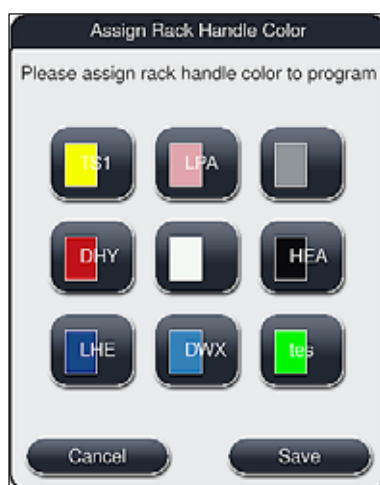 Assign Rack Handle Color
Please assign rack handle color to program
TS1 LPA
DHY HEA
LHE DWX tes
Cancel Save